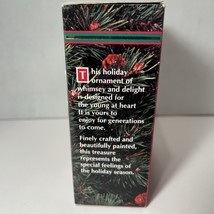 This holiday
ornament of
whimsey and delight
is designed for
the young at heart
It is yours to
enjoy for generations
to come.
Finely crafted and
beautifully painted,
this treasure
represents the
special feelings of
the holiday season.